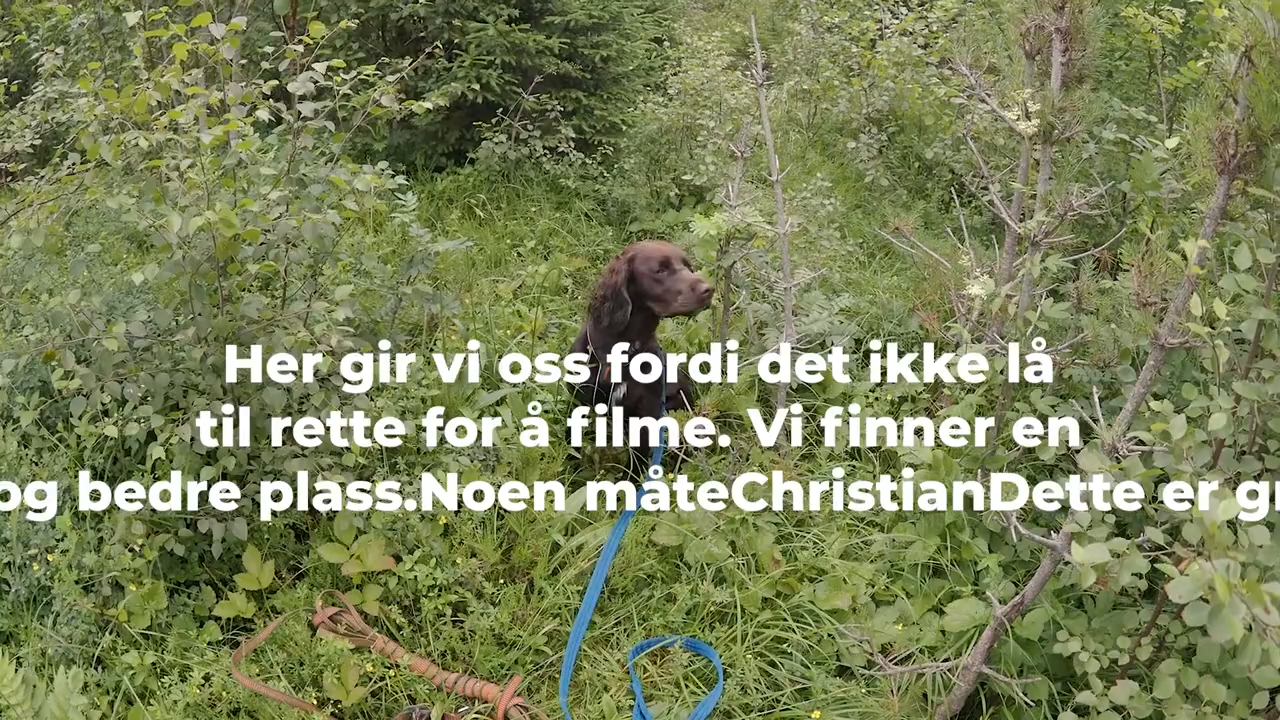 Her gir vi oss fordi det ikke lå
til rette for å filme. Vi finner en
og bedre plass.Noen måteChristianDette er